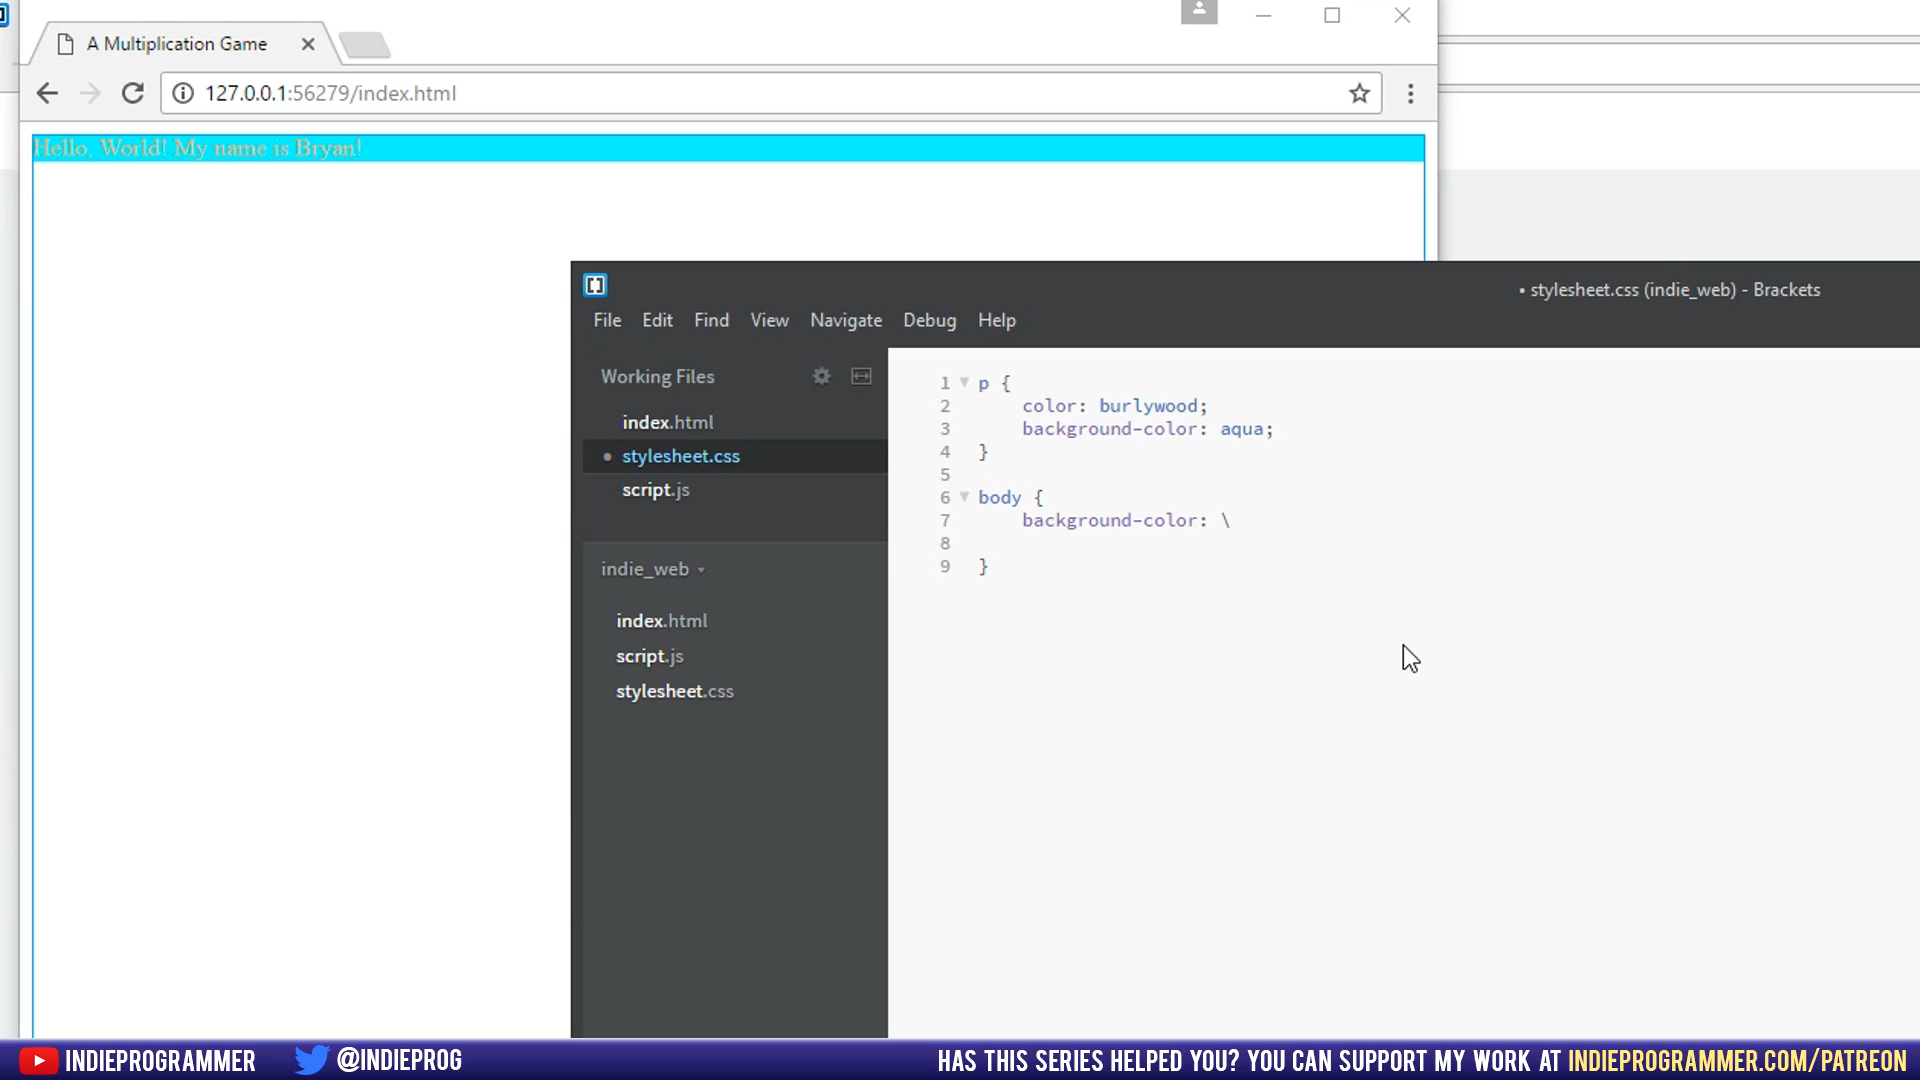 A Multiplication Game
127.0.0.1:56279/index.html
Hello, World! My name is Bryan!
• stylesheet.css (indie_web) - Brackets
File Edit Find View Navigate Debug Help
Working Files
index.html
stylesheet.css
script.js
indie_web
index.html
script.js
stylesheet.css
1 p {
2 color: burlywood;
3 background-color: aqua;
4 }
5
6 body {
7 background-color: \
8
9 }
INDIEPROGRAMMER @INDIEPROG HAS THIS SERIES HELPED YOU? YOU CAN SUPPORT MY WORK AT INDIEPROGRAMMER.COM/PATREON